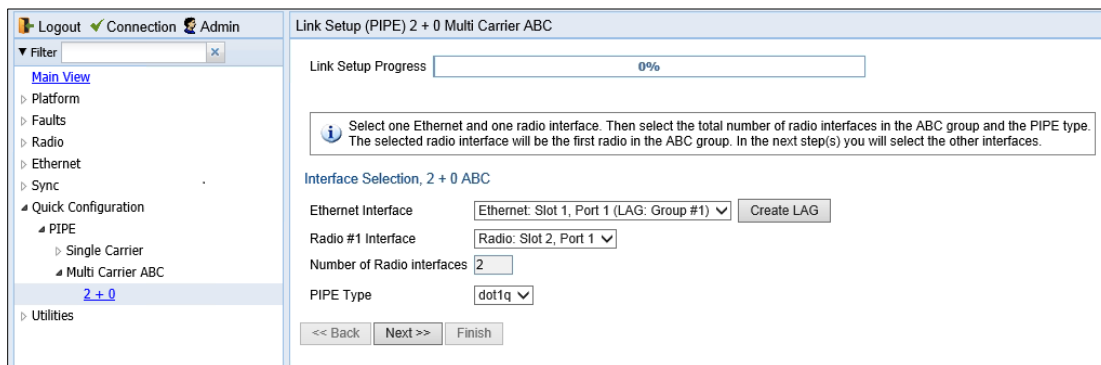 Logout Connection Admin
▼ Filter
Main View
Platform
Faults
Radio
Ethernet
Sync
Quick Configuration
PIPE
Single Carrier
Multi Carrier ABC
2 + 0
Utilities
Link Setup (PIPE) 2 + 0 Multi Carrier ABC
Link Setup Progress 0%
Select one Ethernet and one radio interface. Then select the total number of radio interfaces in the ABC group and the PIPE type.
The selected radio interface will be the first radio in the ABC group. In the next step(s) you will select the other interfaces.
Interface Selection, 2 + 0 ABC
Ethernet Interface Ethernet: Slot 1, Port 1 (LAG: Group #1) Create LAG
Radio #1 Interface Radio: Slot 2, Port 1
Number of Radio interfaces 2
PIPE Type dot1q
<< Back Next >> Finish